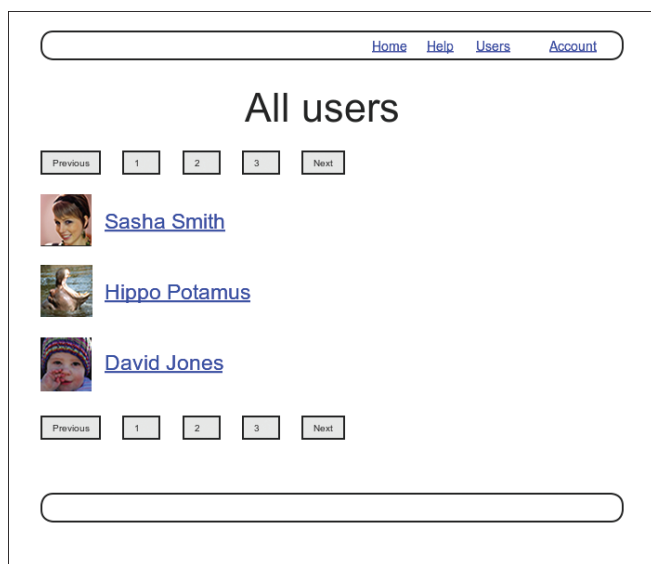 Home Help Users Account
All users
Previous 1 2 3 Next
Sasha Smith
Hippo Potamus
David Jones
Previous 1 2 3 Next